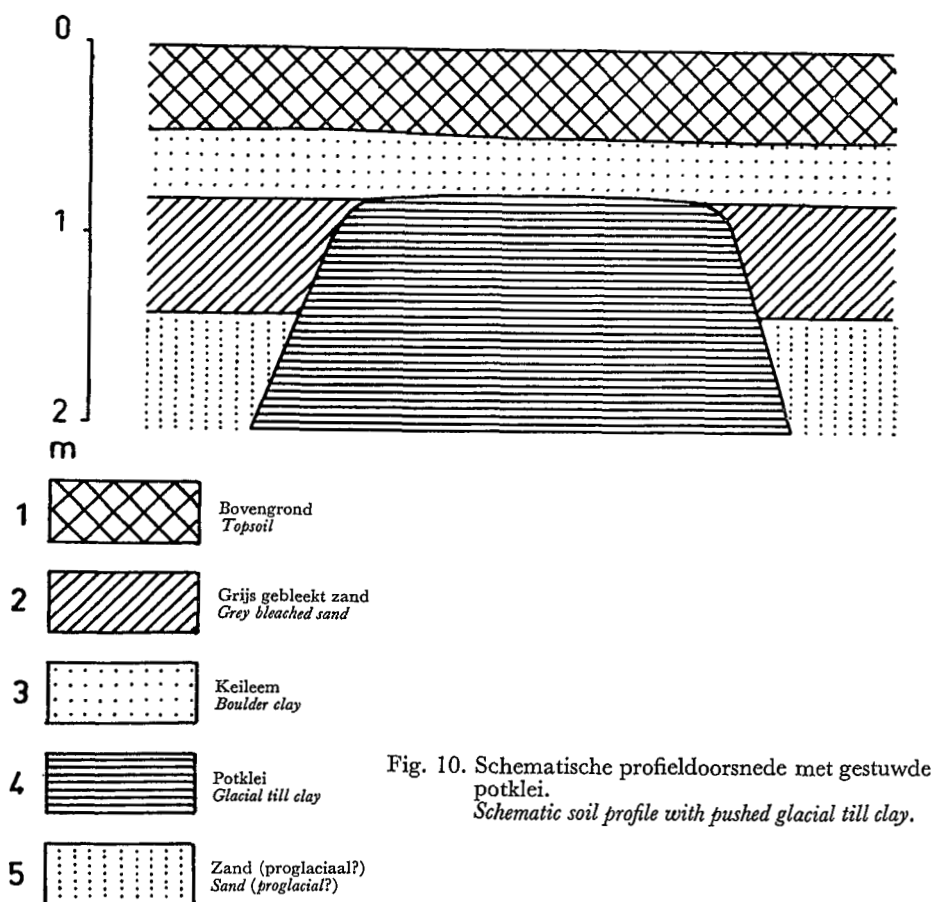 0
1
2
m
1
Bovengrond
Topsoil
2
Grijs gebleekt zand
Grey bleached sand
3
Keileem
Boulder clay
4
Potklei
Glacial till clay
5
Zand (proglaciaal?)
Sand (proglacial?)
Fig. 10. Schematische profieldoorsnede met gestuwde
potklei.
Schematic soil profile with pushed glacial till clay.